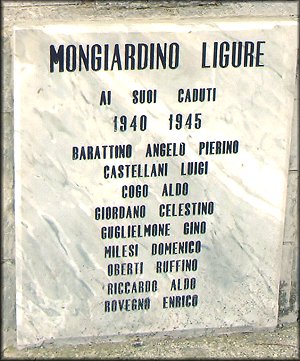 MONGIARDINO LIGURE
AI SUOI CADUTI
1940 1945
BARATTINO ANGELO PIERINO
CASTELLANI LUIGI
COGO ALDO
GIORDANO CELESTINO
GUGLIELMONE GINO
MILESI DOMENICO
OBERTI RUFFINO
RICCARDO ALDO
ROVEGNO ENRICO